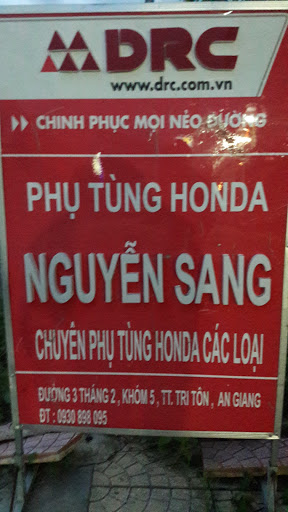 DRC
www.drc.com.vn
CHINH PHỤC MỌI NẺO ĐƯỜNG
PHỤ TÙNG HONDA
NGUYỄN SANG
CHUYÊN PHỤ TÙNG HONDA CÁC LOẠI
ĐƯỜNG 3 THÁNG 2 , KHÓM 5 , TT. TRI TÔN , AN GIANG
ĐT : 0930 898 095